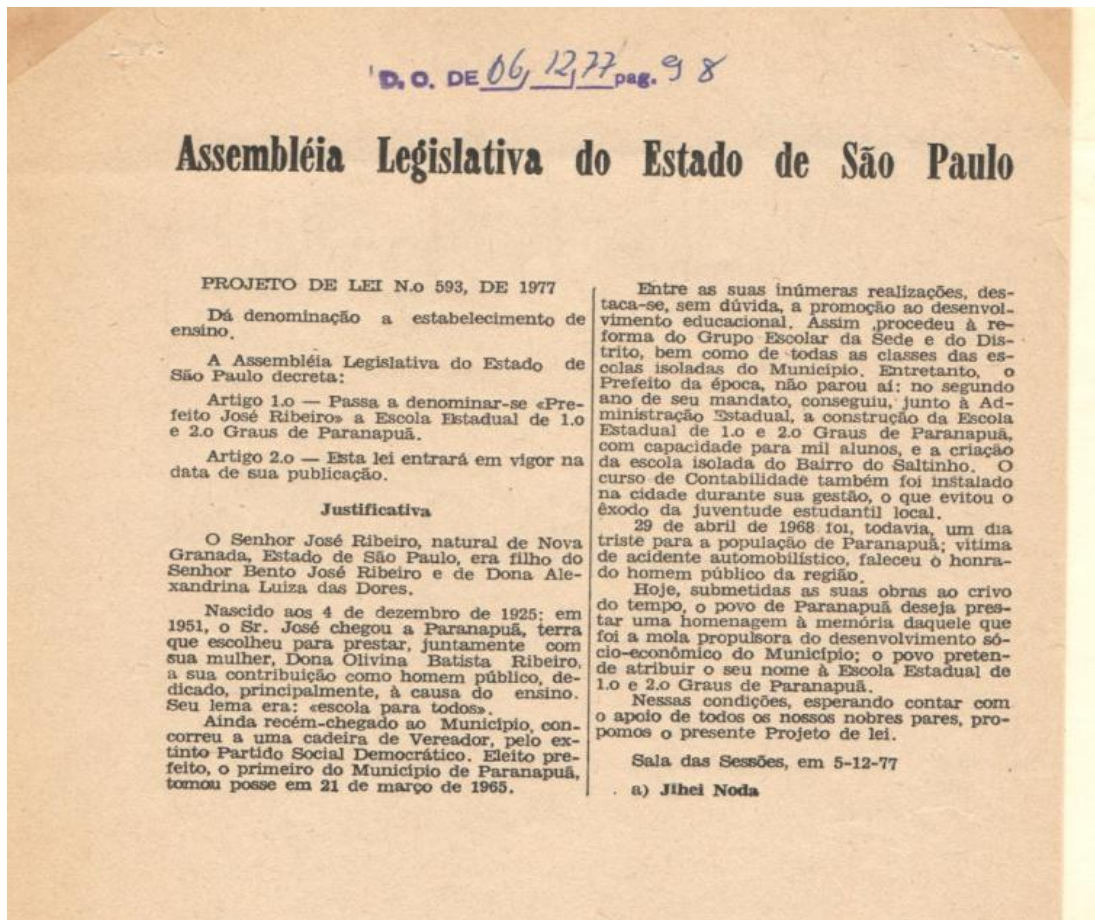 D. O. DE 06/12/77 pag. 98
Assembléia Legislativa do Estado de São Paulo
PROJETO DE LEI N.o 593, DE 1977
Dá denominação a estabelecimento de
ensino.
A Assembléia Legislativa do Estado de
São Paulo decreta:
Artigo 1.o — Passa a denominar-se «Pre-
feito José Ribeiro» a Escola Estadual de 1.o
e 2.o Graus de Paranapuã.
Artigo 2.o — Esta lei entrará em vigor na
data de sua publicação.
Justificativa
O Senhor José Ribeiro, natural de Nova
Granada, Estado de São Paulo, era filho do
Senhor Bento José Ribeiro e de Dona Ale-
xandrina Luiza das Dores.
Nascido aos 4 de dezembro de 1925; em
1951, o Sr. José chegou a Paranapuã, terra
que escolheu para prestar, juntamente com
sua mulher, Dona Olivina Batista Ribeiro,
a sua contribuição como homem público, de-
dicado, principalmente, à causa do ensino.
Seu lema era: «escola para todos».
Ainda recém-chegado ao Município, con-
correu a uma cadeira de Vereador, pelo ex-
tinto Partido Social Democrático. Eleito pre-
feito, o primeiro do Município de Paranapuã,
tomou posse em 21 de março de 1965.
Entre as suas inúmeras realizações, des-
taca-se, sem dúvida, a promoção ao desenvol-
vimento educacional. Assim procedeu à re-
forma do Grupo Escolar da Sede e do Dis-
trito, bem como de todas as classes das es-
colas isoladas do Município. Entretanto, o
Prefeito da época, não parou aí: no segundo
ano de seu mandato, conseguiu, junto à Ad-
ministração Estadual, a construção da Escola
Estadual de 1.o e 2.o Graus de Paranapuã,
com capacidade para mil alunos, e a criação
da escola isolada do Bairro do Saltinho. O
curso de Contabilidade também foi instalado
na cidade durante sua gestão, o que evitou o
êxodo da juventude estudantil local.
29 de abril de 1968 foi, todavia, um dia
triste para a população de Paranapuã; vítima
de acidente automobilístico, faleceu o honra-
do homem público da região.
Hoje, submetidas as suas obras ao crivo
do tempo, o povo de Paranapuã deseja pres-
tar uma homenagem à memória daquele que
foi a mola propulsora do desenvolvimento só-
cio-econômico do Município; o povo preten-
de atribuir o seu nome à Escola Estadual de
1.o e 2.o Graus de Paranapuã.
Nessas condições, esperando contar com
o apoio de todos os nossos nobres pares, pro-
pomos o presente Projeto de lei.
Sala das Sessões, em 5-12-77
a) Jihei Noda